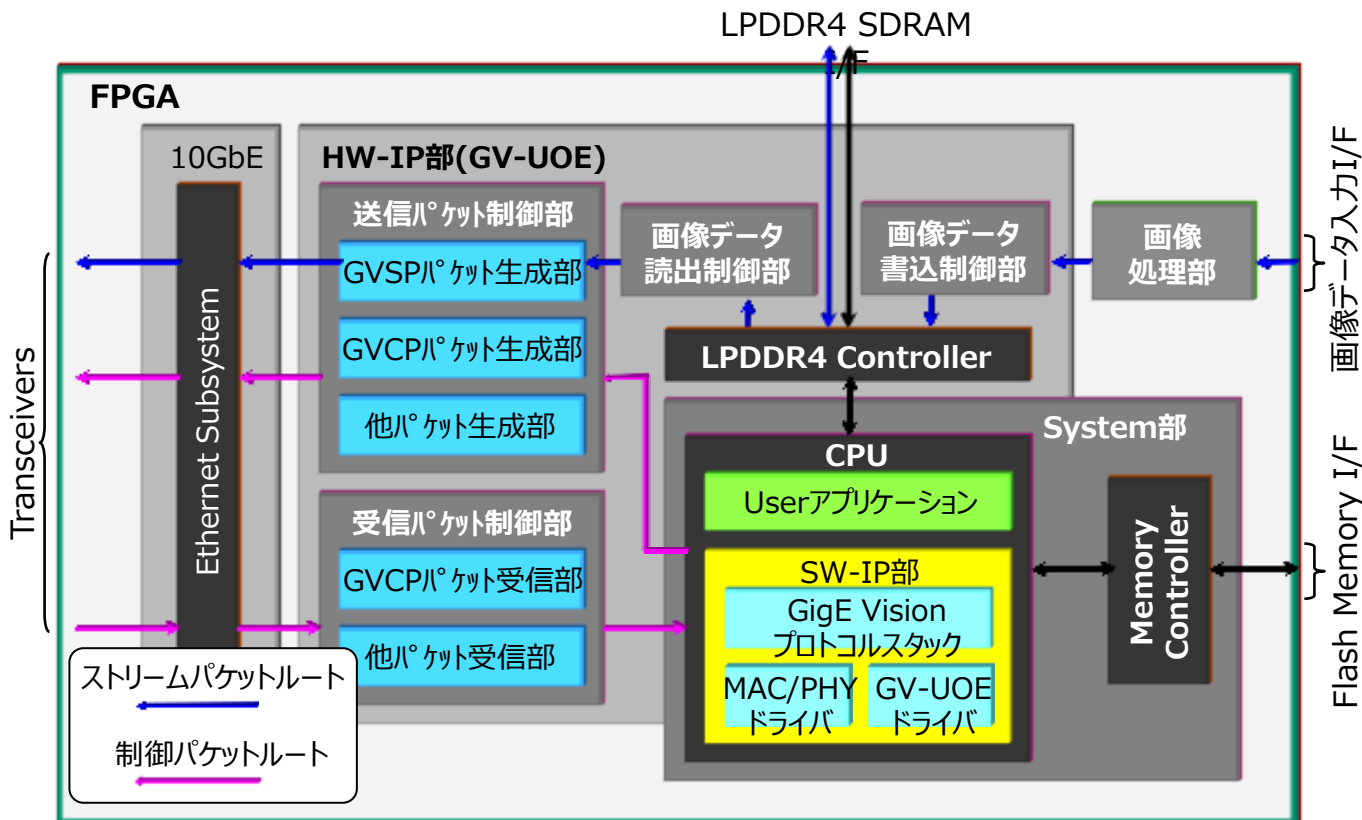 LPDDR4 SDRAM
I/F
FPGA
10GbE
Ethernet Subsystem
Transceivers
HW-IP部(GV-UOE)
送信パケット制御部
GVSPパケット生成部
GVCPパケット生成部
他パケット生成部
受信パケット制御部
GVCPパケット受信部
他パケット受信部
画像データ
読出制御部
画像データ
書込制御部
画像
処理部
画像データ入力I/F
LPDDR4 Controller
System部
CPU
Userアプリケーション
SW-IP部
GigE Vision
プロトコルスタック
MAC/PHY
ドライバ
GV-UOE
ドライバ
Memory
Controller
Flash Memory I/F
ストリームパケットルート
制御パケットルート